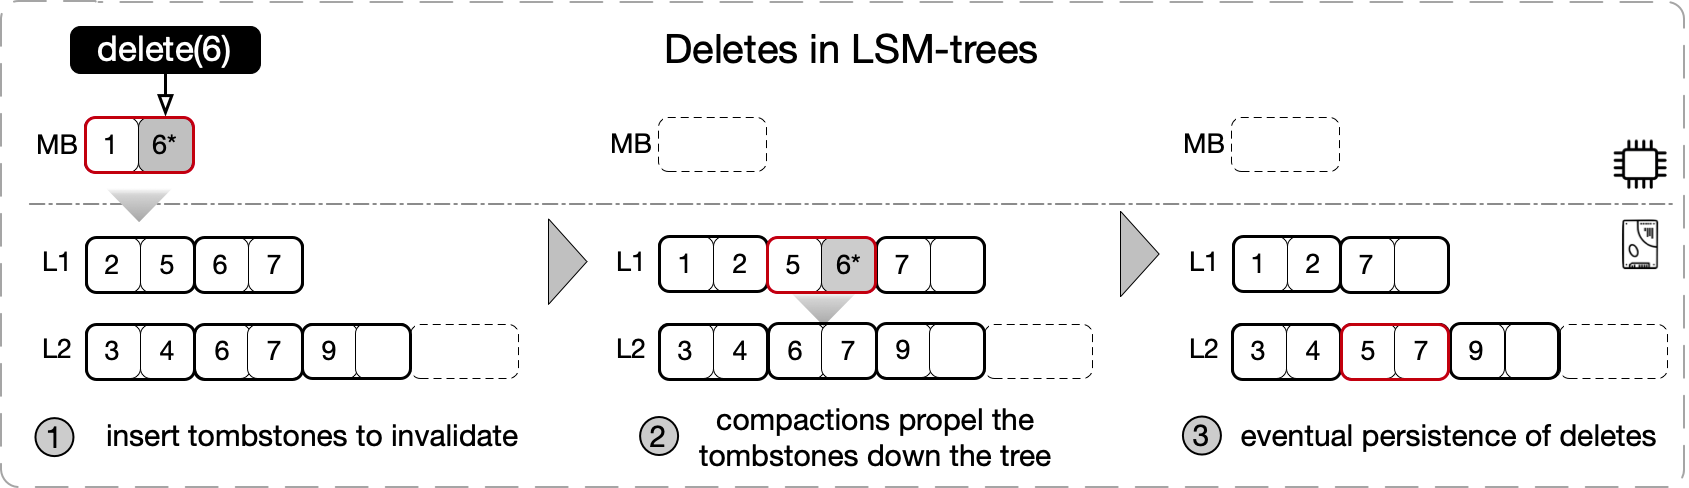 Deletes in LSM-trees
delete(6)
MB 1 6*
L1 2 5 6 7
L2 3 4 6 7 9
1 insert tombstones to invalidate
MB
L1 1 2 5 6* 7
L2 3 4 6 7 9
2 compactions propel the
tombstones down the tree
MB
L1 1 2 7
L2 3 4 5 7 9
3 eventual persistence of deletes